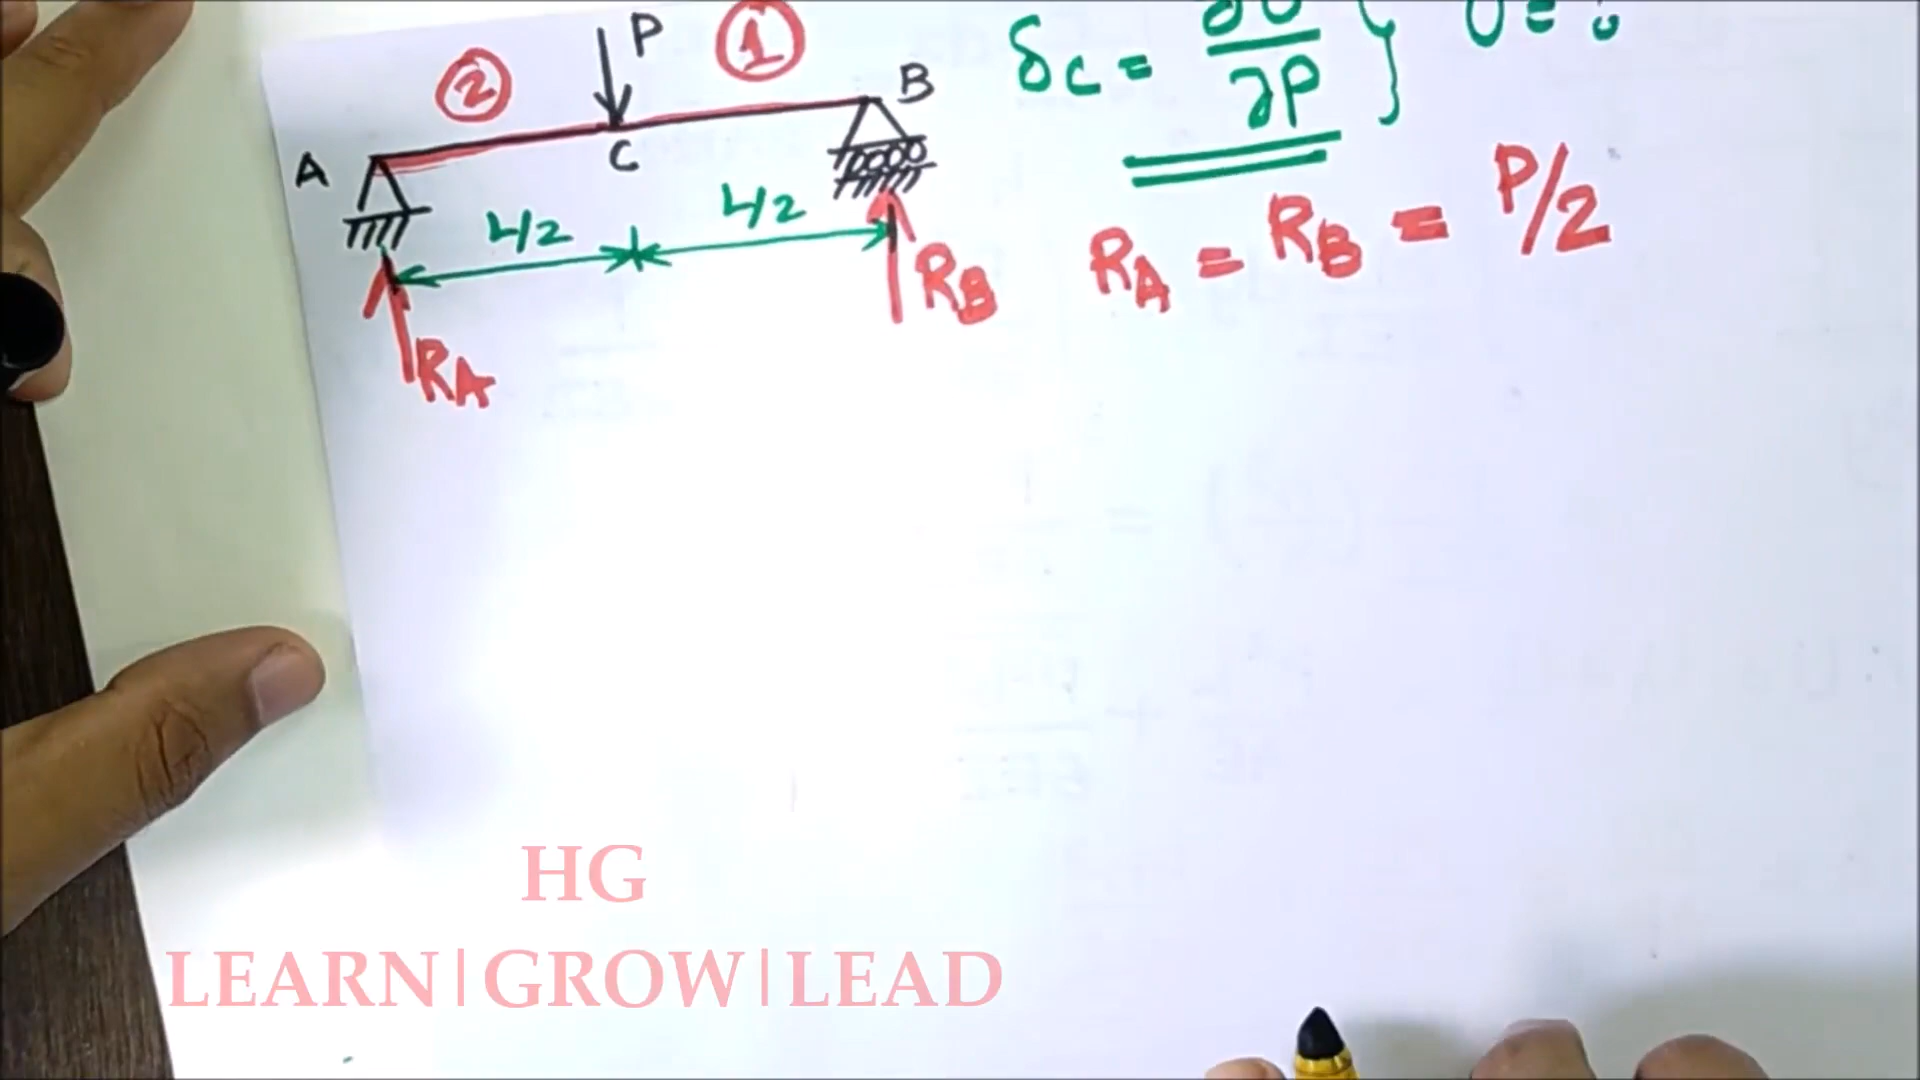 ② P ① B
A C
L/2 L/2
RA RB
δc = ∂U/∂P } U = ?
RA = RB = P/2
HG
LEARN|GROW|LEAD